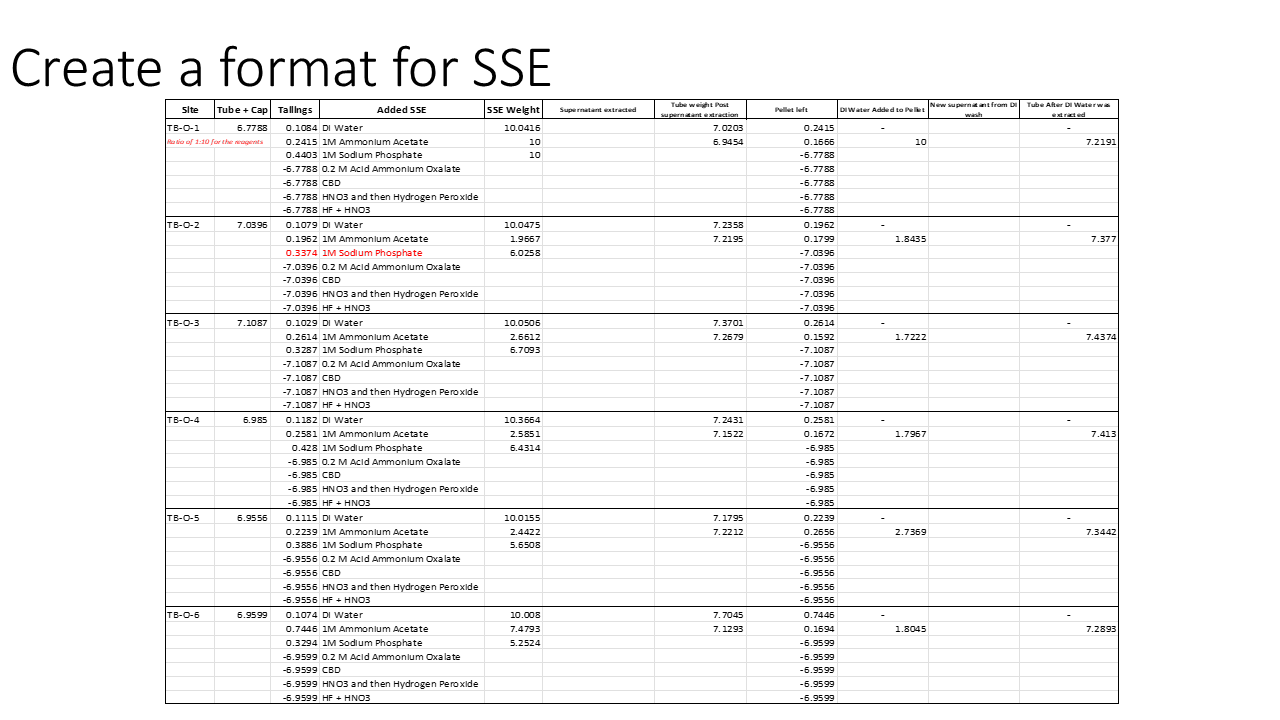 Create a format for SSE
Site Tube + Cap Tailings Added SSE SSE Weight Supernatant extracted Tube weight Post supernatant extraction Pellet left DI Water Added to Pellet New supernatant from DI wash Tube After DI Water was extracted
TB-O-1 6.7788 0.1084 DI Water 10.0416 7.0203 0.2415 - -
Ratio of 1:10 for the reagents 0.2415 1M Ammonium Acetate 10 6.9454 0.1666 10 7.2191
0.4403 1M Sodium Phosphate 10 -6.7788
-6.7788 0.2 M Acid Ammonium Oxalate -6.7788
-6.7788 CBD -6.7788
-6.7788 HNO3 and then Hydrogen Peroxide -6.7788
-6.7788 HF + HNO3 -6.7788
TB-O-2 7.0396 0.1079 DI Water 10.0475 7.2358 0.1962 - -
0.1962 1M Ammonium Acetate 1.9667 7.2195 0.1799 1.8435 7.377
0.3374 1M Sodium Phosphate 6.0258 -7.0396
-7.0396 0.2 M Acid Ammonium Oxalate -7.0396
-7.0396 CBD -7.0396
-7.0396 HNO3 and then Hydrogen Peroxide -7.0396
-7.0396 HF + HNO3 -7.0396
TB-O-3 7.1087 0.1029 DI Water 10.0506 7.3701 0.2614 - -
0.2614 1M Ammonium Acetate 2.6612 7.2679 0.1592 1.7222 7.4374
0.3287 1M Sodium Phosphate 6.7093 -7.1087
-7.1087 0.2 M Acid Ammonium Oxalate -7.1087
-7.1087 CBD -7.1087
-7.1087 HNO3 and then Hydrogen Peroxide -7.1087
-7.1087 HF + HNO3 -7.1087
TB-O-4 6.985 0.1182 DI Water 10.3664 7.2431 0.2581 - -
0.2581 1M Ammonium Acetate 2.5851 7.1522 0.1672 1.7967 7.413
0.428 1M Sodium Phosphate 6.4314 -6.985
-6.985 0.2 M Acid Ammonium Oxalate -6.985
-6.985 CBD -6.985
-6.985 HNO3 and then Hydrogen Peroxide -6.985
-6.985 HF + HNO3 -6.985
TB-O-5 6.9556 0.1115 DI Water 10.0155 7.1795 0.2239 - -
0.2239 1M Ammonium Acetate 2.4422 7.2212 0.2656 2.7369 7.3442
0.3886 1M Sodium Phosphate 5.6508 -6.9556
-6.9556 0.2 M Acid Ammonium Oxalate -6.9556
-6.9556 CBD -6.9556
-6.9556 HNO3 and then Hydrogen Peroxide -6.9556
-6.9556 HF + HNO3 -6.9556
TB-O-6 6.9599 0.1074 DI Water 10.008 7.7045 0.7446 - -
0.7446 1M Ammonium Acetate 7.4793 7.1293 0.1694 1.8045 7.2893
0.3294 1M Sodium Phosphate 5.2524 -6.9599
-6.9599 0.2 M Acid Ammonium Oxalate -6.9599
-6.9599 CBD -6.9599
-6.9599 HNO3 and then Hydrogen Peroxide -6.9599
-6.9599 HF + HNO3 -6.9599